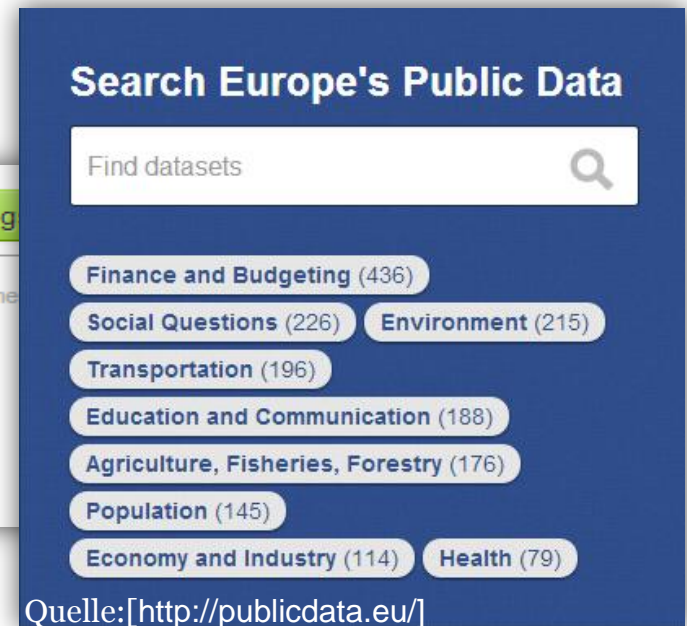 Search Europe's Public Data
Find datasets
Finance and Budgeting (436)
Social Questions (226) Environment (215)
Transportation (196)
Education and Communication (188)
Agriculture, Fisheries, Forestry (176)
Population (145)
Economy and Industry (114) Health (79)
Quelle:[http://publicdata.eu/]